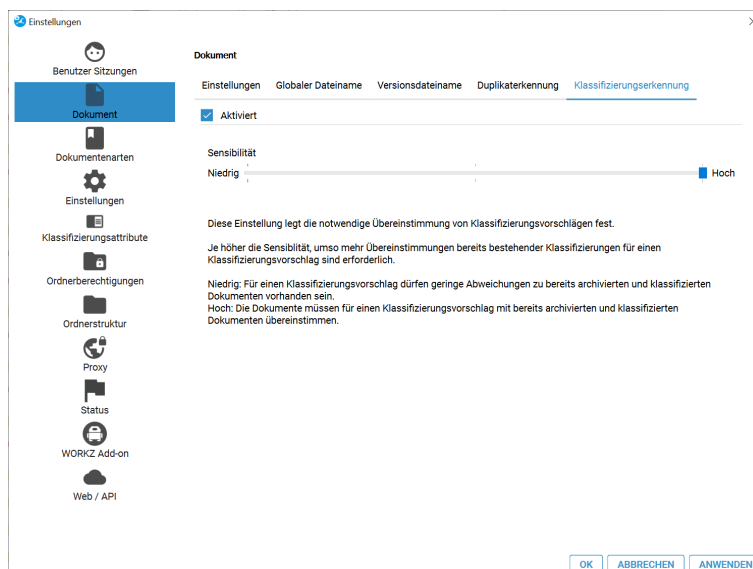 Einstellungen
Benutzer Sitzungen
Dokument
Dokumentenarten
Einstellungen
Klassifizierungsattribute
Ordnerberechtigungen
Ordnerstruktur
Proxy
Status
WORKZ Add-on
Web / API
Dokument
Einstellungen Globaler Dateiname Versionsdateiname Duplikaterkennung Klassifizierungserkennung
Aktiviert
Sensibilität
Niedrig Hoch
Diese Einstellung legt die notwendige Übereinstimmung von Klassifizierungsvorschlägen fest.
Je höher die Sensiblität, umso mehr Übereinstimmungen bereits bestehender Klassifizierungen für einen
Klassifizierungsvorschlag sind erforderlich.
Niedrig: Für einen Klassifizierungsvorschlag dürfen geringe Abweichungen zu bereits archivierten und klassifizierten
Dokumenten vorhanden sein.
Hoch: Die Dokumente müssen für einen Klassifizierungsvorschlag mit bereits archivierten und klassifizierten
Dokumenten übereinstimmen.
OK ABBRECHEN ANWENDEN